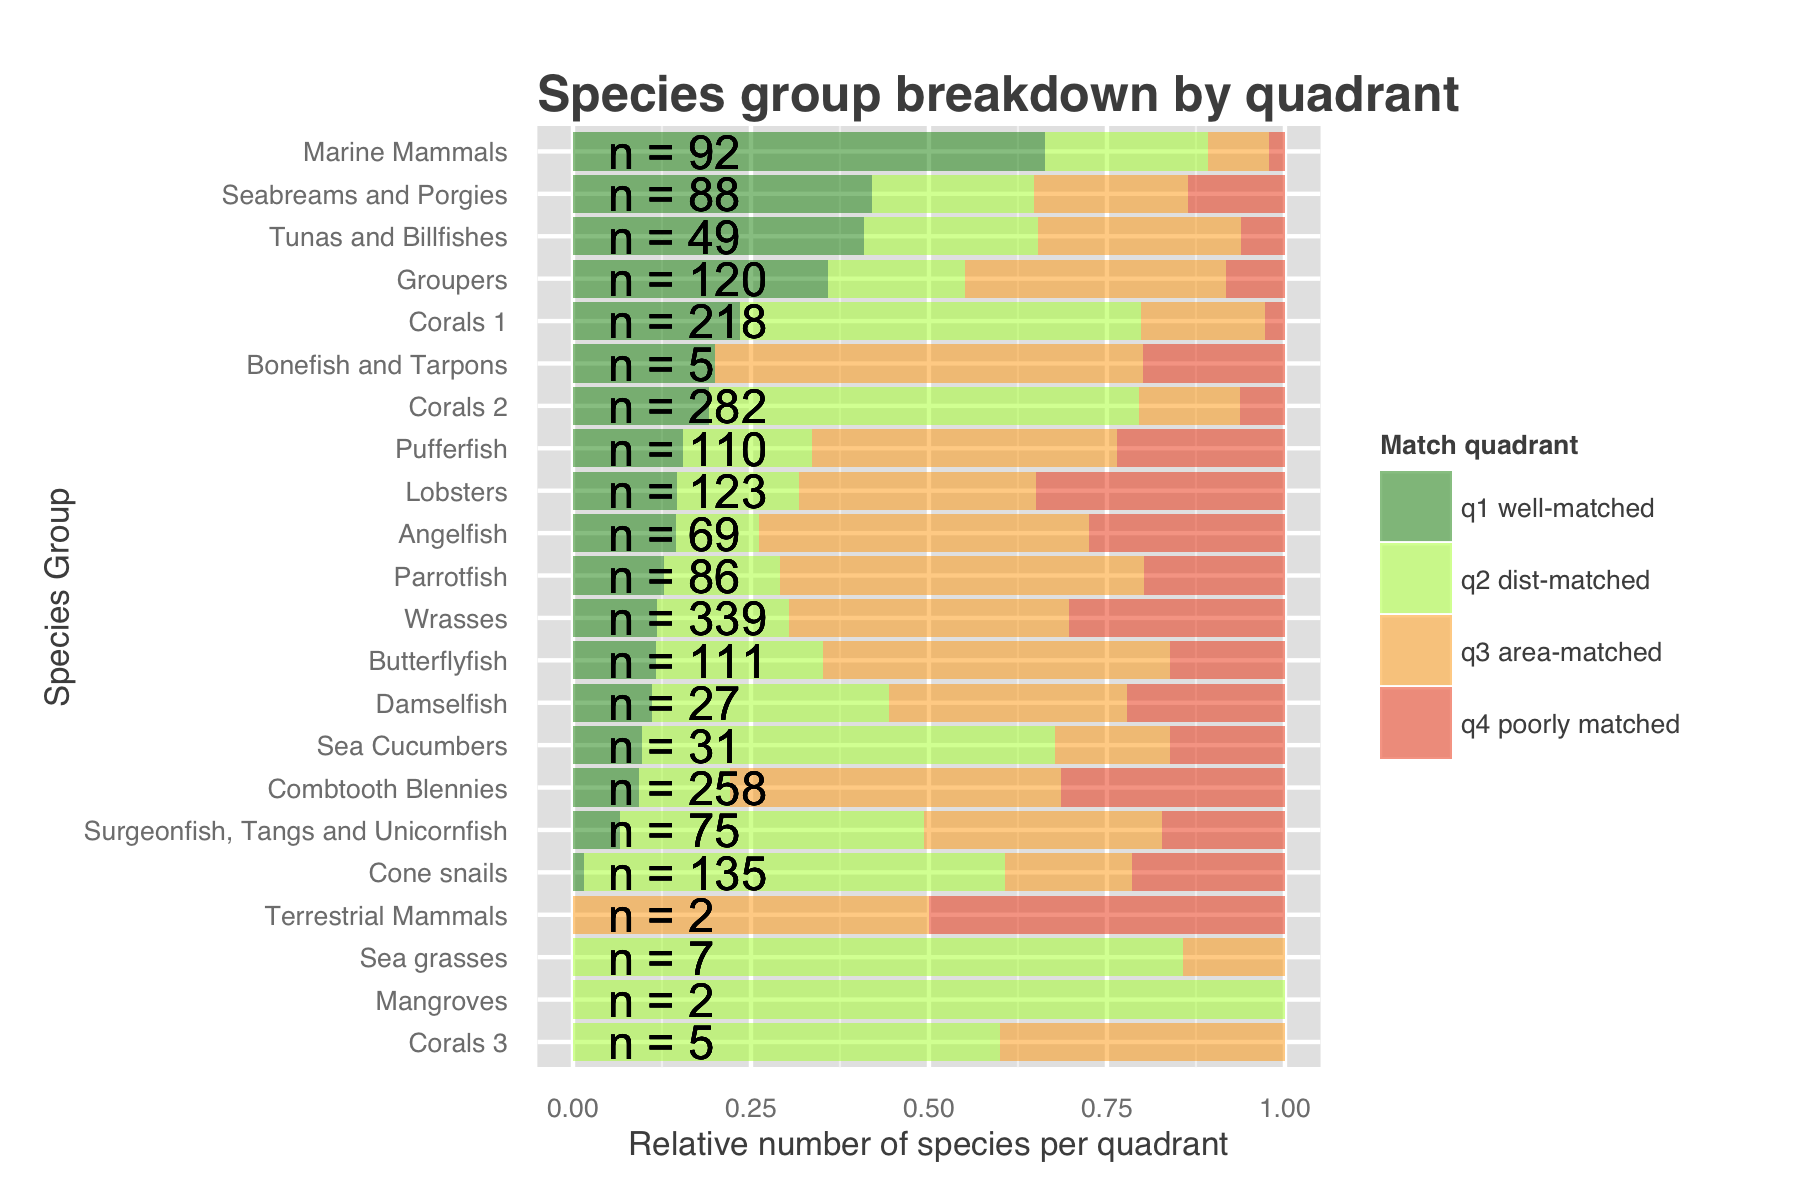 Species group breakdown by quadrant
Marine Mammals n = 92
Seabreams and Porgies n = 88
Tunas and Billfishes n = 49
Groupers n = 120
Corals 1 n = 218
Bonefish and Tarpons n = 5
Corals 2 n = 282
Pufferfish n = 110
Lobsters n = 123
Angelfish n = 69
Parrotfish n = 86
Wrasses n = 339
Butterflyfish n = 111
Damselfish n = 27
Sea Cucumbers n = 31
Combtooth Blennies n = 258
Surgeonfish, Tangs and Unicornfish n = 75
Cone snails n = 135
Terrestrial Mammals n = 2
Sea grasses n = 7
Mangroves n = 2
Corals 3 n = 5
Species Group
0.00 0.25 0.50 0.75 1.00
Relative number of species per quadrant
Match quadrant
q1 well-matched
q2 dist-matched
q3 area-matched
q4 poorly matched